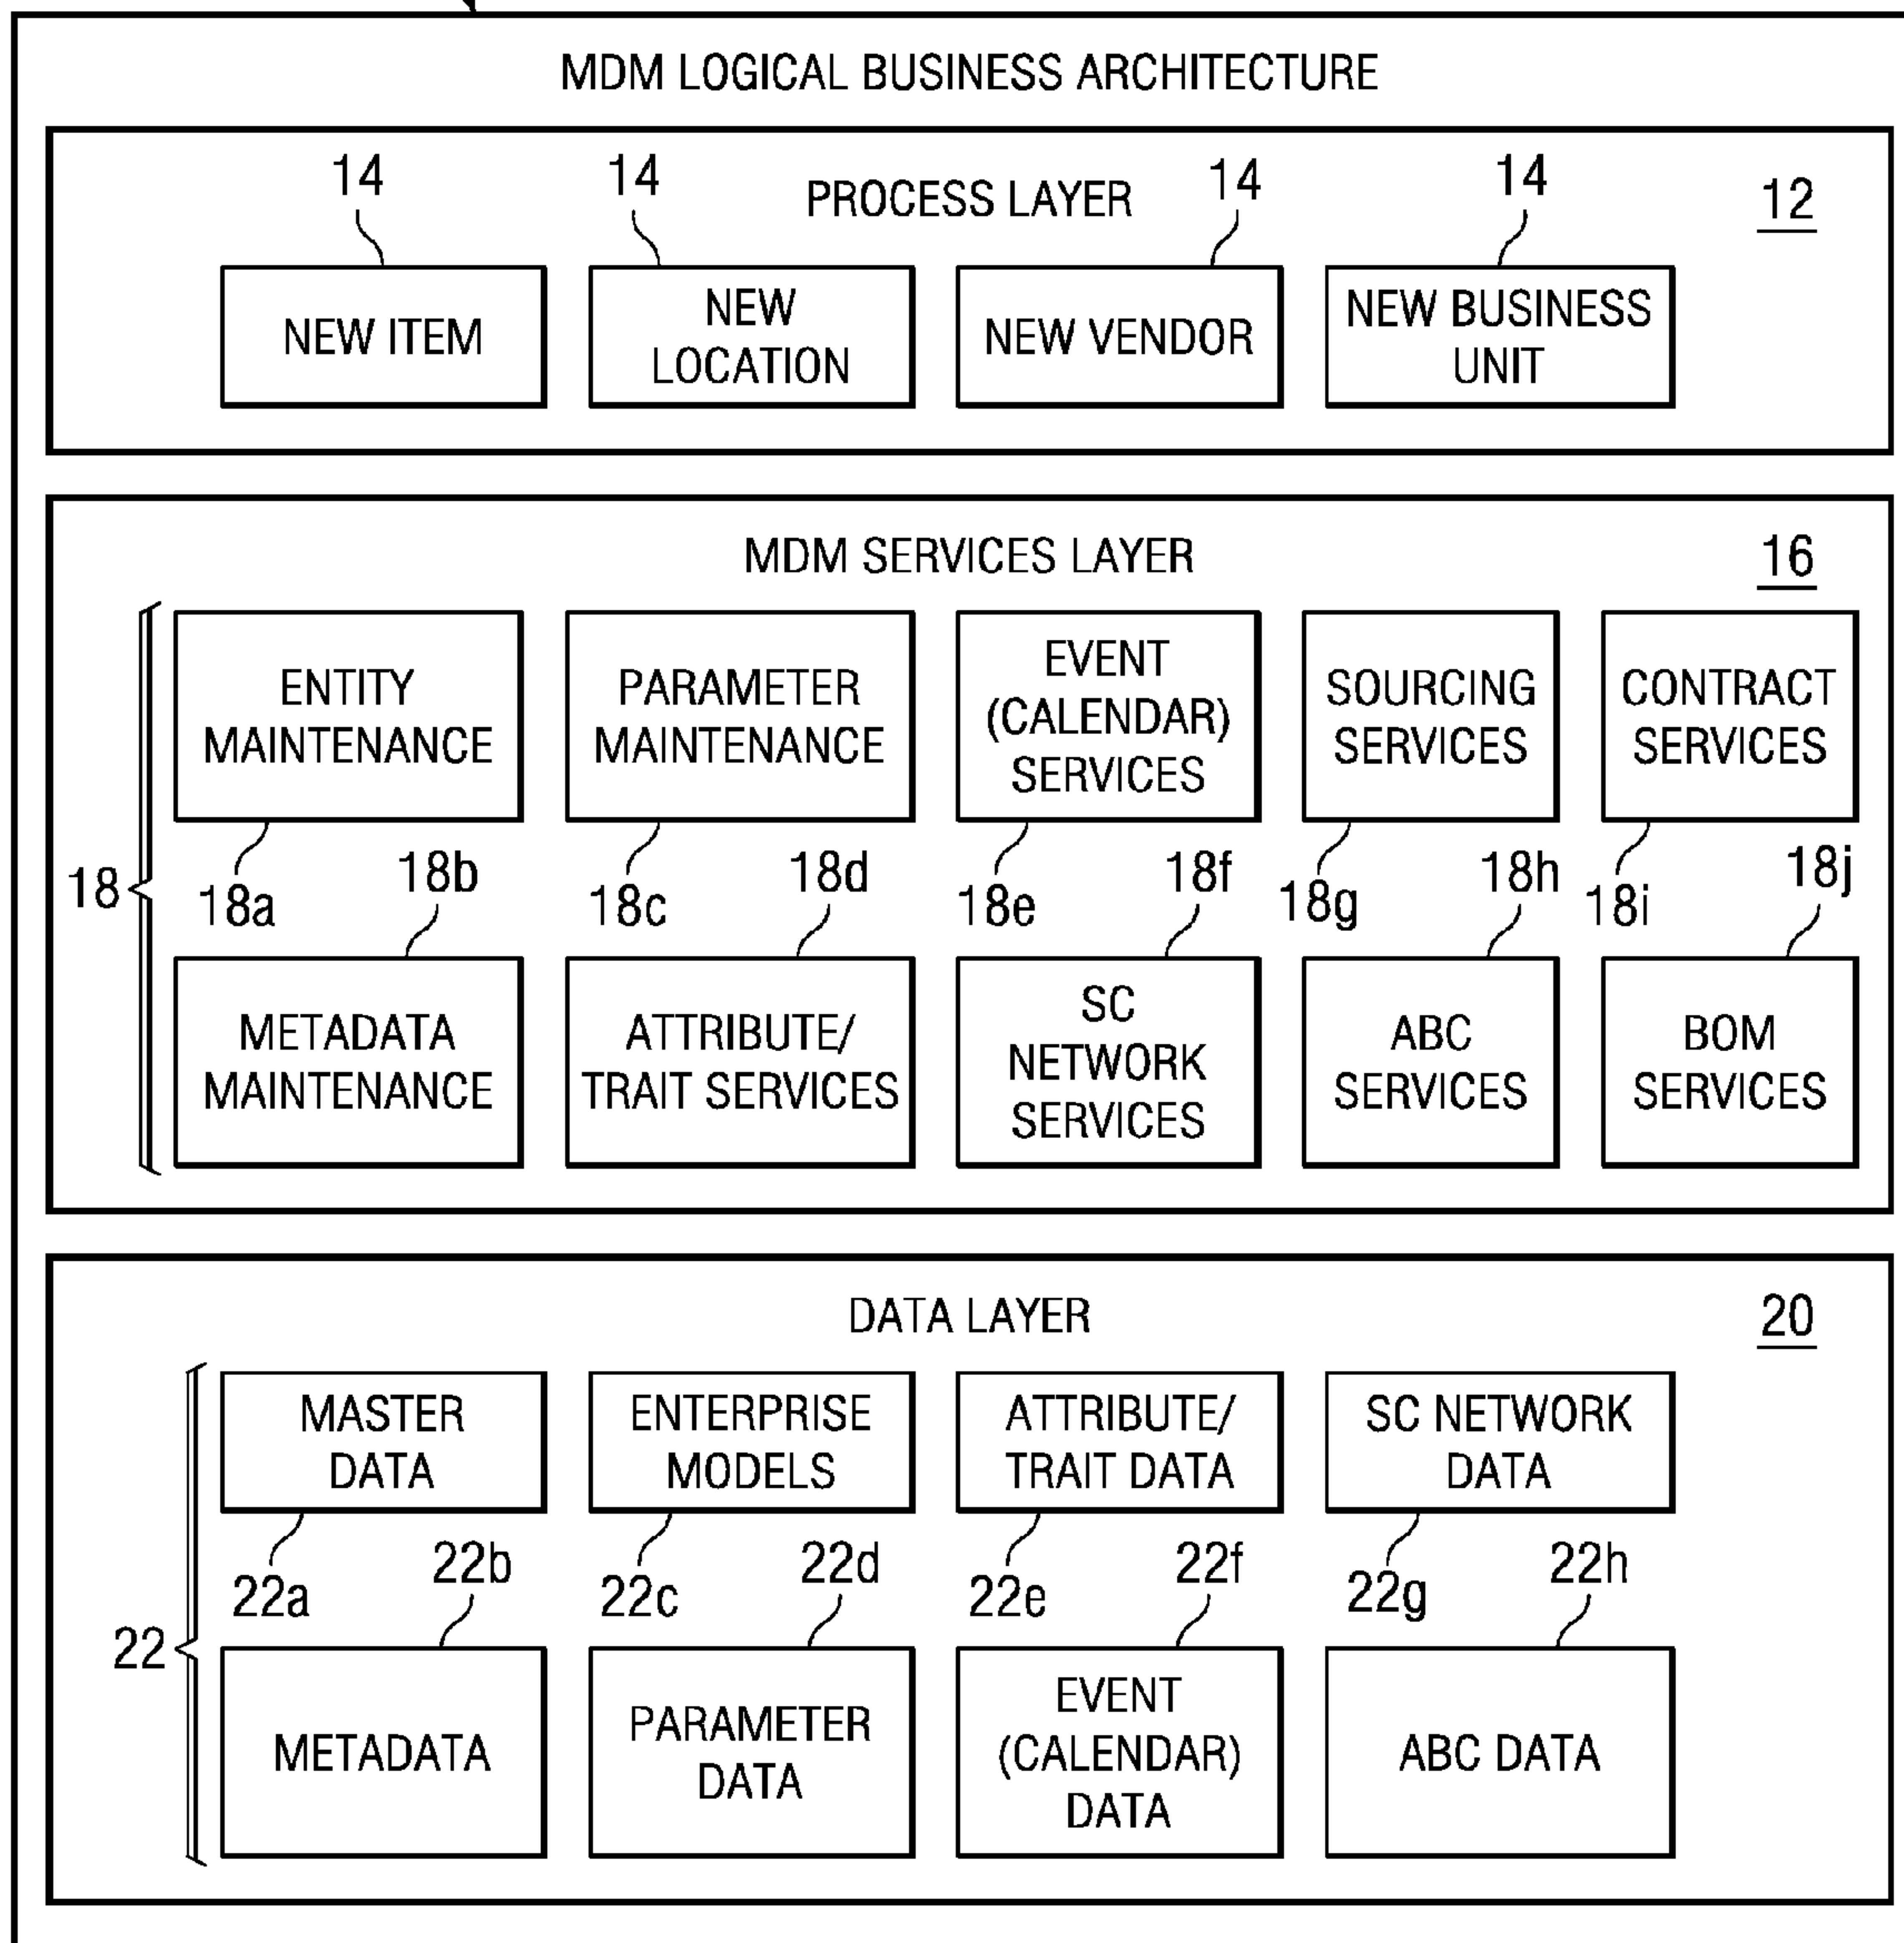 MDM LOGICAL BUSINESS ARCHITECTURE
14
14
PROCESS LAYER
14
14
12
NEW ITEM
NEW
LOCATION
NEW VENDOR
NEW BUSINESS
UNIT
MDM SERVICES LAYER
16
ENTITY
MAINTENANCE
PARAMETER
MAINTENANCE
EVENT
(CALENDAR)
SERVICES
SOURCING
SERVICES
CONTRACT
SERVICES
18
18a
18b
18c
18d
18e
18f
18g
18h
18i
18j
METADATA
MAINTENANCE
ATTRIBUTE/
TRAIT SERVICES
SC
NETWORK
SERVICES
ABC
SERVICES
BOM
SERVICES
DATA LAYER
20
MASTER
DATA
ENTERPRISE
MODELS
ATTRIBUTE/
TRAIT DATA
SC NETWORK
DATA
22a
22b
22c
22d
22e
22f
22g
22h
22
METADATA
PARAMETER
DATA
EVENT
(CALENDAR)
DATA
ABC DATA